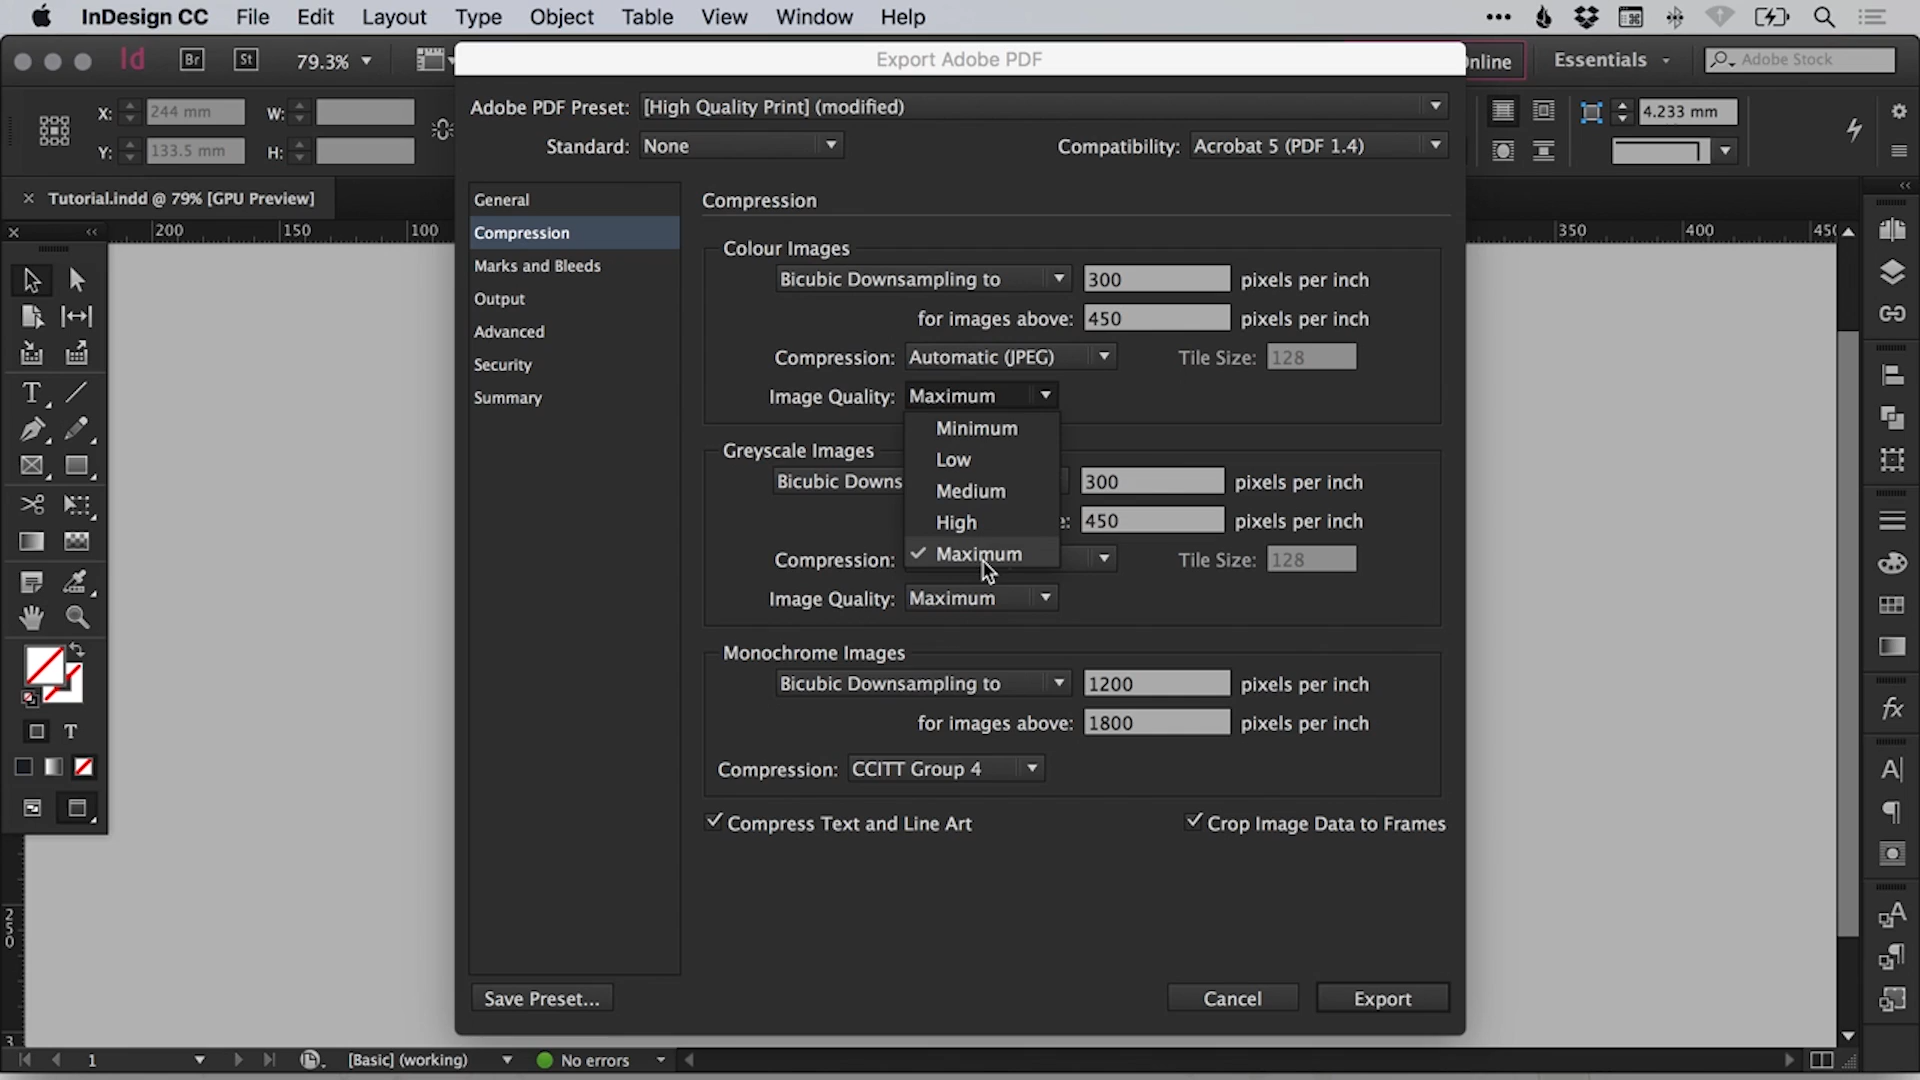 InDesign CC File Edit Layout Type Object Table View Window Help
Id Br St 79.3% Essentials Adobe Stock
Export Adobe PDF
nline
Adobe PDF Preset: [High Quality Print] (modified)
X: 244 mm W: 4.233 mm
Standard: None Compatibility: Acrobat 5 (PDF 1.4)
Y: 133.5 mm H:
Tutorial.indd @ 79% [GPU Preview]
200 150 100 350 400 450
General
Compression
Marks and Bleeds
Output
Advanced
Security
Summary
Compression
Colour Images
Bicubic Downsampling to 300 pixels per inch
for images above: 450 pixels per inch
Compression: Automatic (JPEG) Tile Size: 128
Image Quality: Maximum
Minimum
Low
Medium
High
Maximum
Greyscale Images
Bicubic Downs 300 pixels per inch
e: 450 pixels per inch
Compression: Tile Size: 128
Image Quality: Maximum
Monochrome Images
Bicubic Downsampling to 1200 pixels per inch
for images above: 1800 pixels per inch
Compression: CCITT Group 4
Compress Text and Line Art Crop Image Data to Frames
Save Preset... Cancel Export
250
3
1 [Basic] (working) No errors